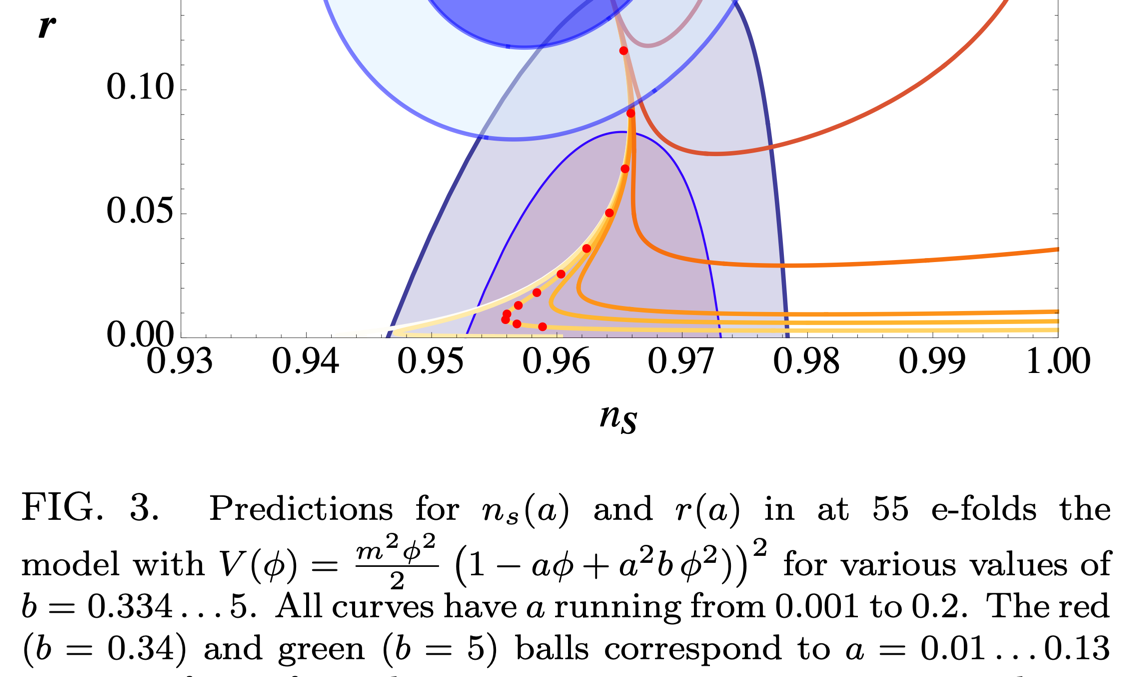 r
0.10
0.05
0.00
0.93 0.94 0.95 0.96 0.97 0.98 0.99 1.00
n_S
FIG. 3. Predictions for n_s(a) and r(a) in at 55 e-folds the
model with V(ϕ) = m²ϕ²/2 (1 − aϕ + a²b ϕ²))² for various values of
b = 0.334 . . . 5. All curves have a running from 0.001 to 0.2. The red
(b = 0.34) and green (b = 5) balls correspond to a = 0.01 . . . 0.13